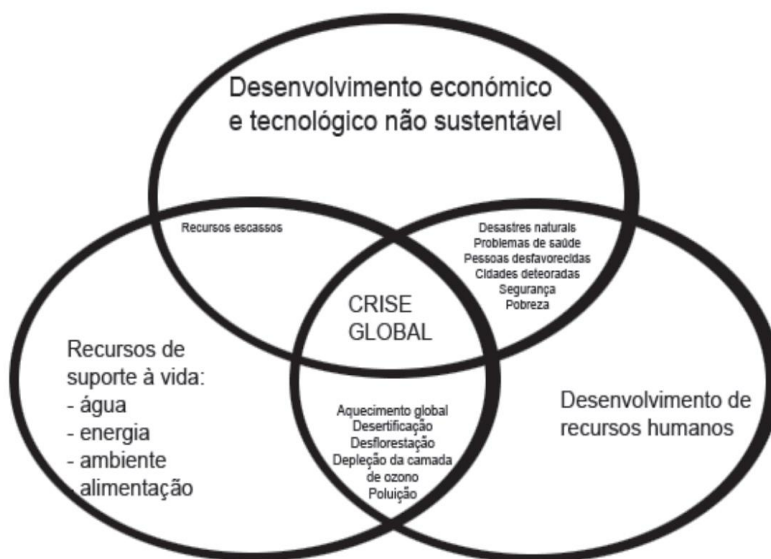 Desenvolvimento económico
e tecnológico não sustentável
Recursos escassos
Desastres naturais
Problemas de saúde
Pessoas desfavorecidas
Cidades deteoradas
Segurança
Pobreza
CRISE
GLOBAL
Recursos de
suporte à vida:
- água
- energia
- ambiente
- alimentação
Aquecimento global
Desertificação
Desflorestação
Depleção da camada
de ozono
Poluição
Desenvolvimento de
recursos humanos